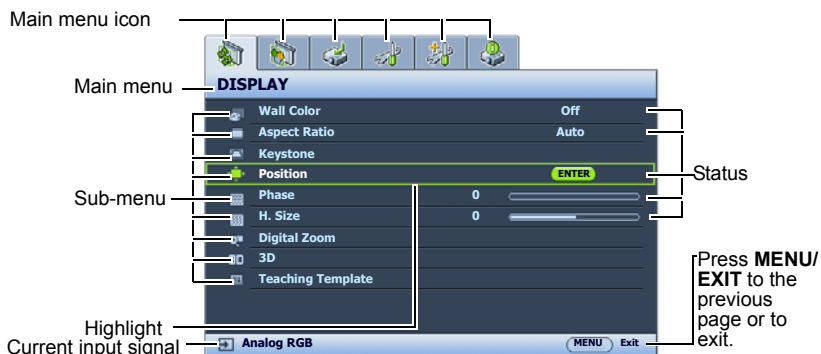 Main menu icon
Main menu
DISPLAY
Wall Color Off
Aspect Ratio Auto
Keystone
Position ENTER
Status
Sub-menu
Phase 0
H. Size 0
Digital Zoom
3D
Teaching Template
Press MENU/
EXIT to the
previous
page or to
exit.
Highlight
Current input signal
Analog RGB
MENU Exit